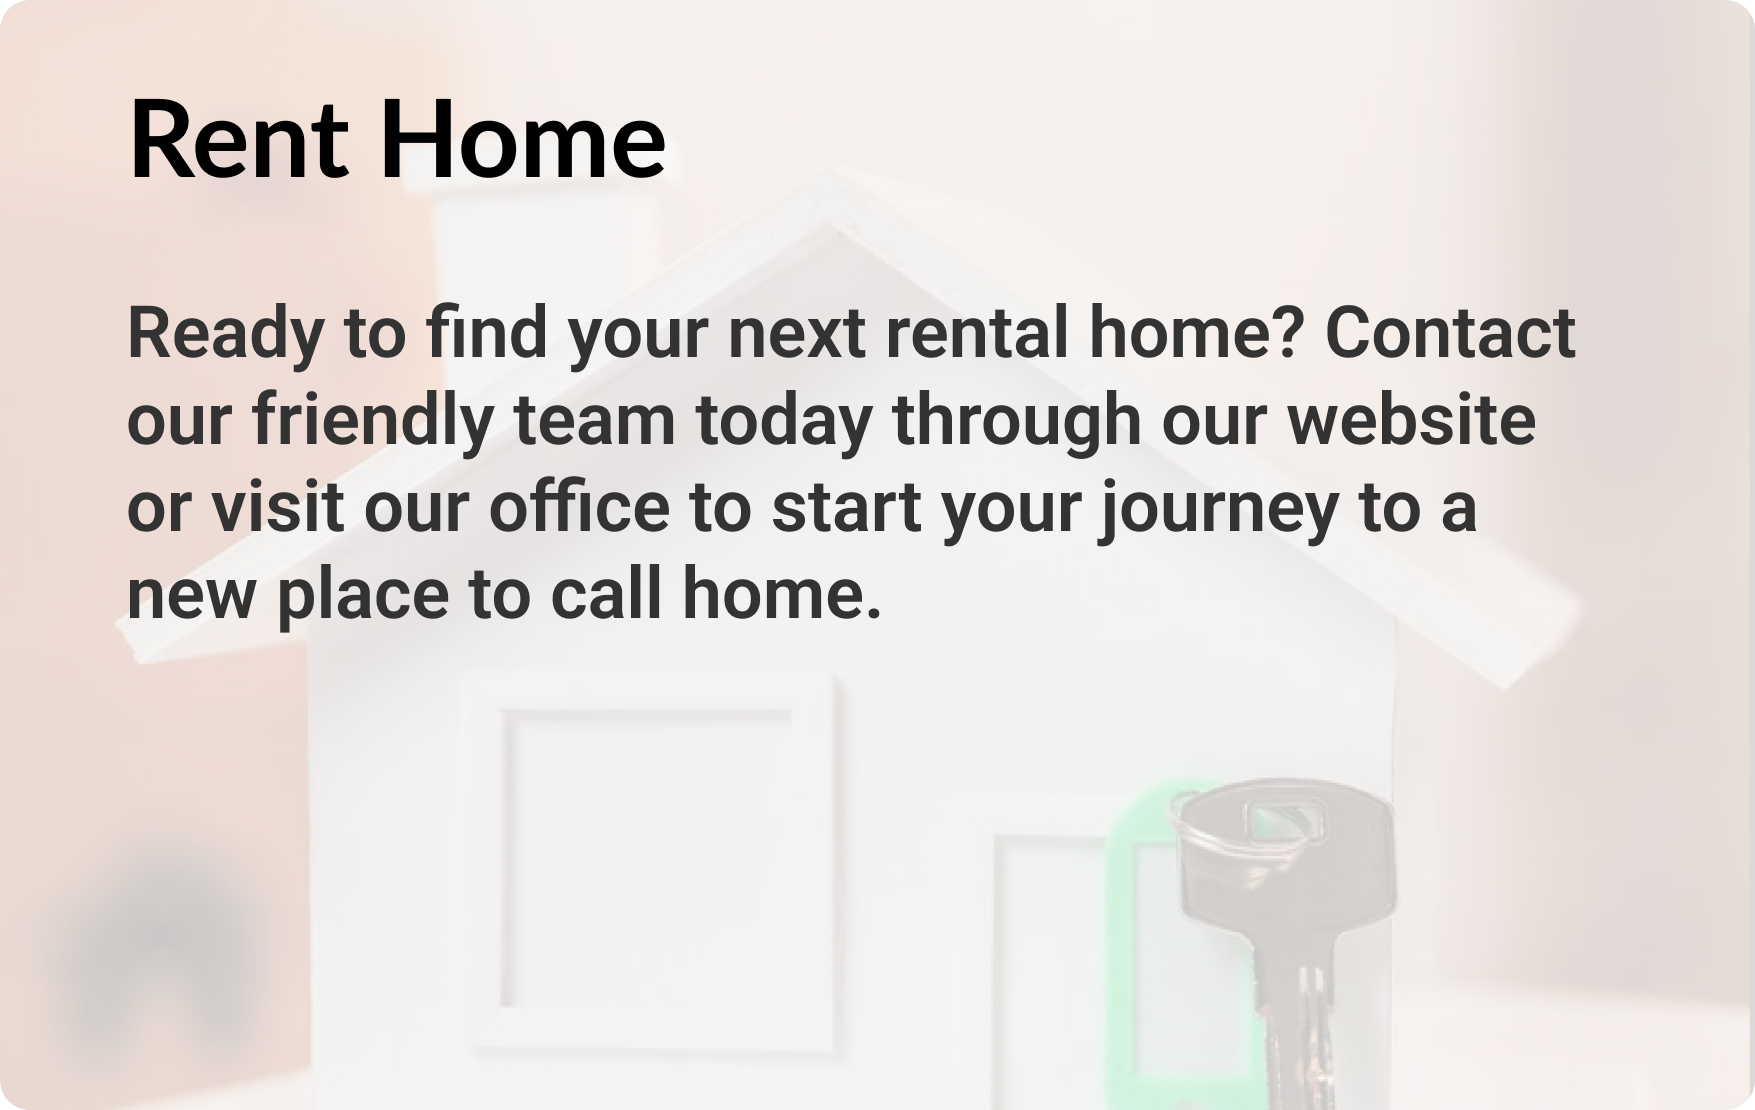 Rent Home
Ready to find your next rental home? Contact
our friendly team today through our website
or visit our office to start your journey to a
new place to call home.